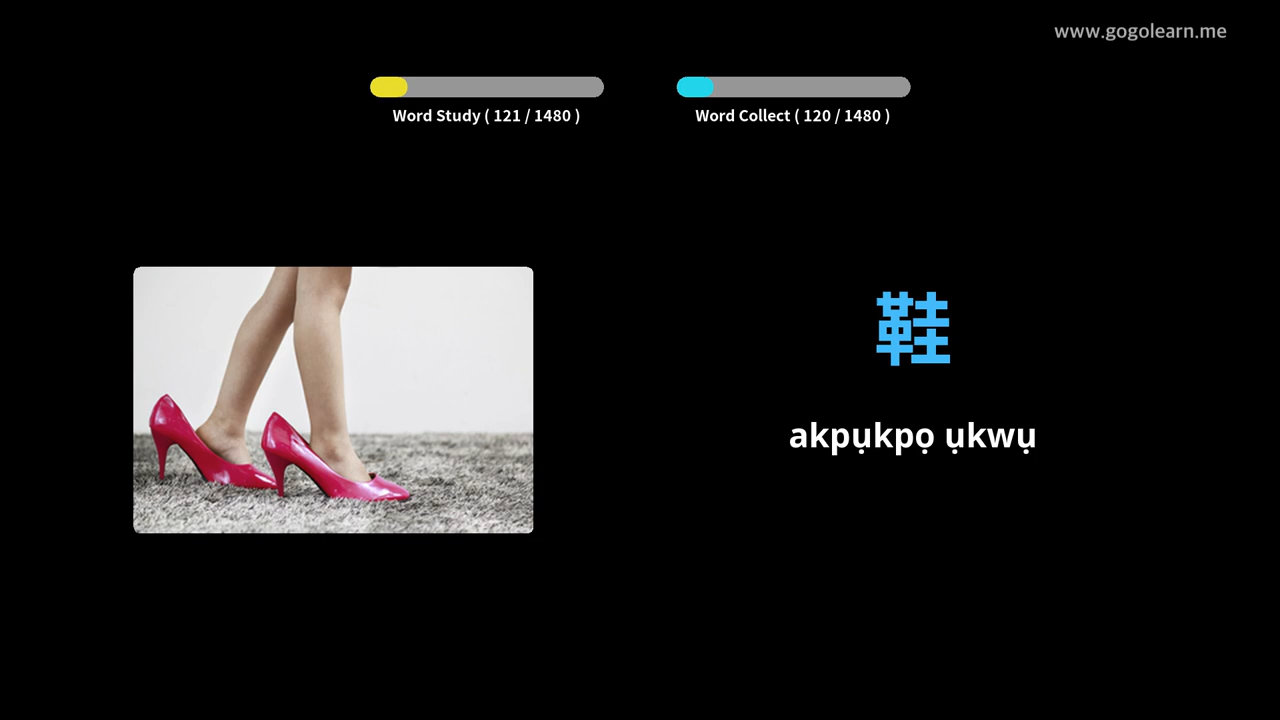 www.gogolearn.me
Word Study ( 121 / 1480 )
Word Collect ( 120 / 1480 )
鞋
akpụkpọ ụkwụ